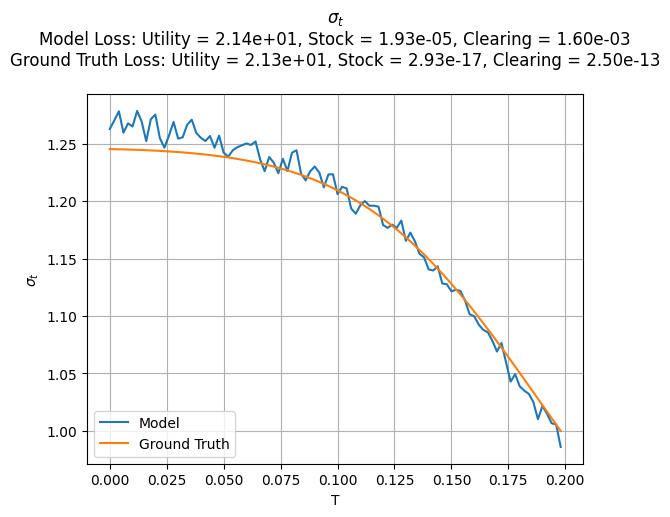 σₜ
Model Loss: Utility = 2.14e+01, Stock = 1.93e-05, Clearing = 1.60e-03
Ground Truth Loss: Utility = 2.13e+01, Stock = 2.93e-17, Clearing = 2.50e-13
1.25
1.20
1.15
1.10
1.05
1.00
σₜ
Model
Ground Truth
0.000 0.025 0.050 0.075 0.100 0.125 0.150 0.175 0.200
T